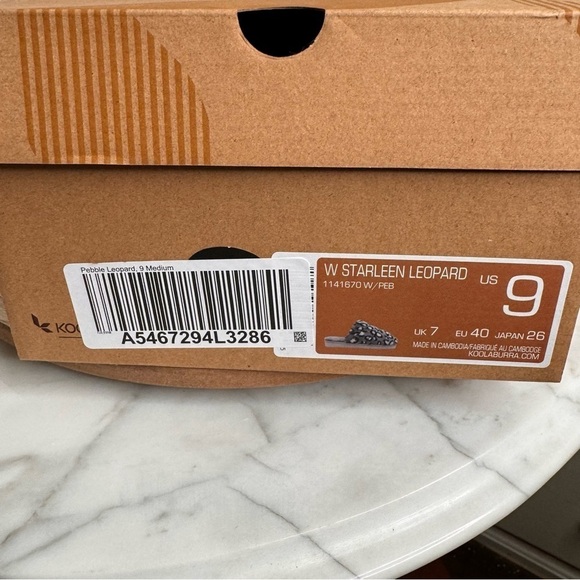 Pebble Leopard, 9 Medium
A5467294L3286
W STARLEEN LEOPARD
1141670 W/PEB
US 9
UK 7 EU 40 JAPAN 26
MADE IN CAMBODIA/FABRIQUÉ AU CAMBODGE
KOOLABURRA.COM